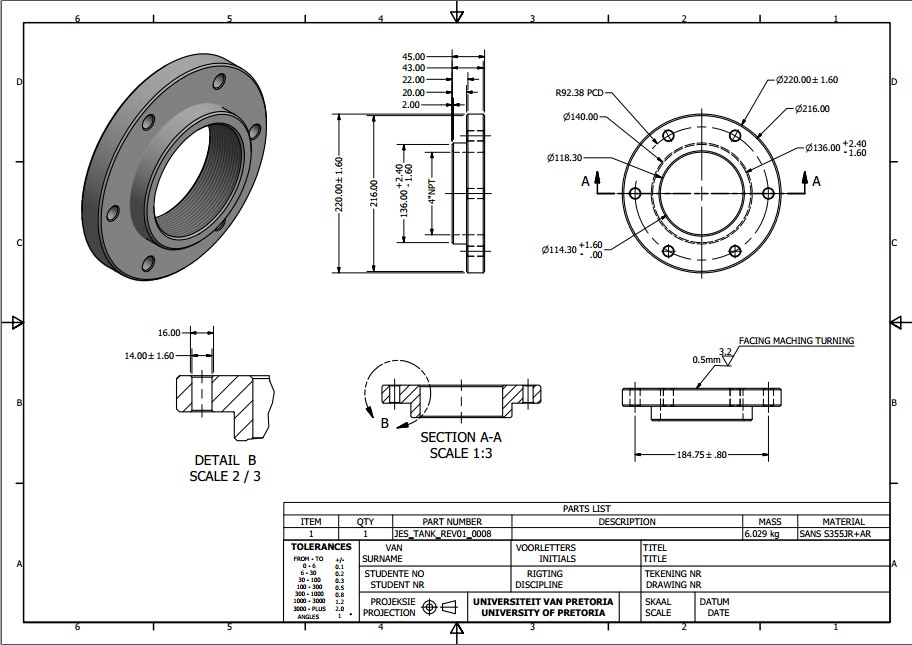 6 5 4 3 2 1
D D
C C
B B
A A
45.00
43.00
22.00
20.00
2.00
220.00± 1.60
216.00
136.00 +2.40 -1.60
4"NPT
R92.38 PCD
Ø140.00
Ø118.30
Ø114.30 +1.60 - .00
Ø220.00± 1.60
Ø216.00
Ø136.00 +2.40 -1.60
A A
16.00
14.00± 1.60
DETAIL B
SCALE 2 / 3
B
SECTION A-A
SCALE 1:3
FACING MACHING TURNING
3.2
0.5mm
184.75± .80
PARTS LIST
ITEM QTY PART NUMBER DESCRIPTION MASS MATERIAL
1 1 JES_TANK_REV01_0008 6.029 kg SANS S355JR+AR
TOLERANCES
FROM - TO +/-
0 - 6 0.1
6 - 30 0.2
30 - 100 0.3
100 - 300 0.5
300 - 1000 0.8
1000 - 3000 1.2
3000 - PLUS 2.0
ANGLES 1 °
VAN
SURNAME
VOORLETTERS
INITIALS
TITEL
TITLE
STUDENTE NO
STUDENT NR
RIGTING
DISCIPLINE
TEKENING NR
DRAWING NR
PROJEKSIE
PROJECTION
UNIVERSITEIT VAN PRETORIA
UNIVERSITY OF PRETORIA
SKAAL
SCALE
DATUM
DATE
6 5 4 3 2 1